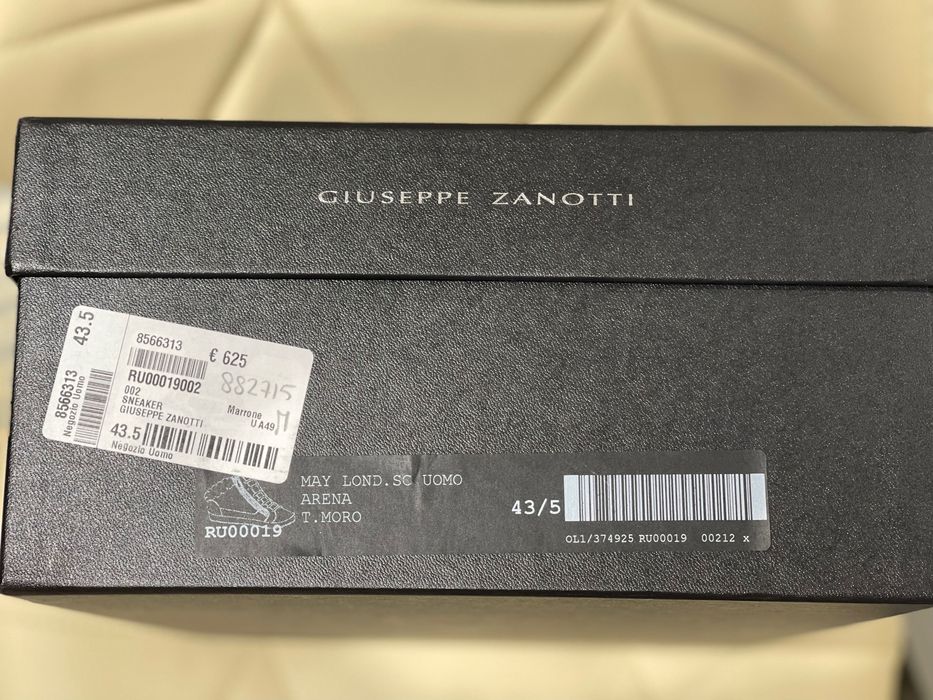 GIUSEPPE ZANOTTI
43.5
8566313
Negozio Uomo
8566313
€ 625
RU00019002
882715
002
SNEAKER
Marrone
GIUSEPPE ZANOTTI
U A49
M
43.5
Negozio Uomo
MAY LOND.SC UOMO
ARENA
T.MORO
RU00019
43/5
OL1/374925 RU00019 00212 x